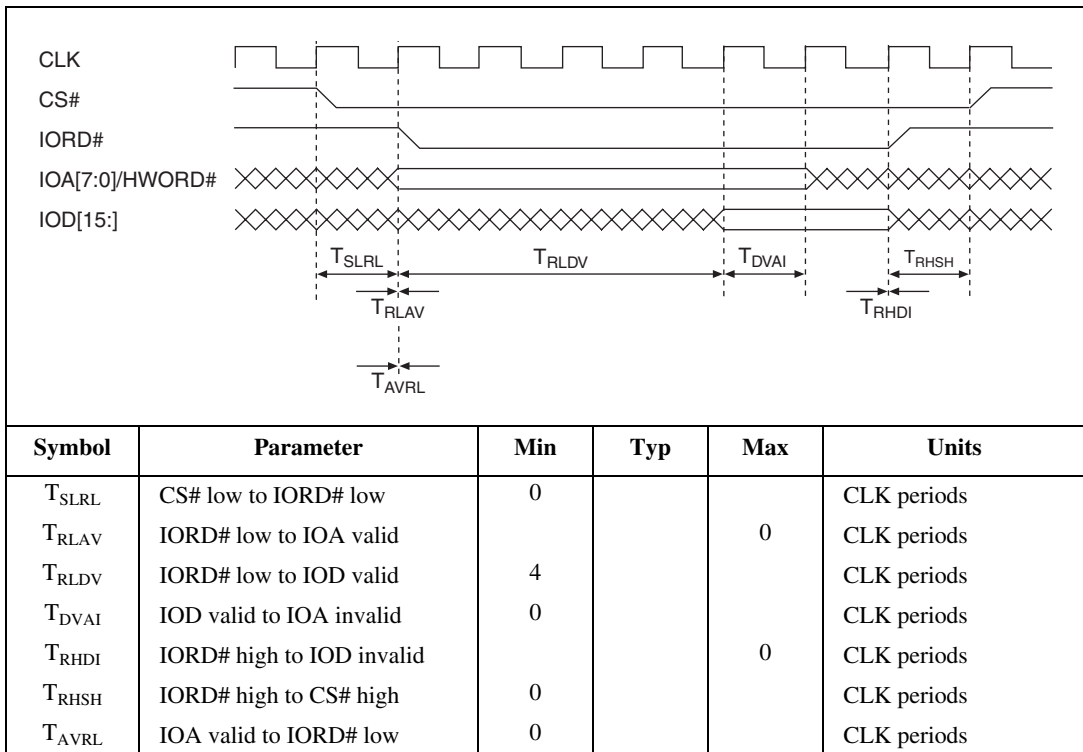 CLK
CS#
IORD#
IOA[7:0]/HWORD#
IOD[15:]
TSLRL TRLDV TDVAI TRHSH
TRLAV TRHDI
TAVRL
Symbol Parameter Min Typ Max Units
TSLRL CS# low to IORD# low 0 CLK periods
TRLAV IORD# low to IOA valid 0 CLK periods
TRLDV IORD# low to IOD valid 4 CLK periods
TDVAI IOD valid to IOA invalid 0 CLK periods
TRHDI IORD# high to IOD invalid 0 CLK periods
TRHSH IORD# high to CS# high 0 CLK periods
TAVRL IOA valid to IORD# low 0 CLK periods